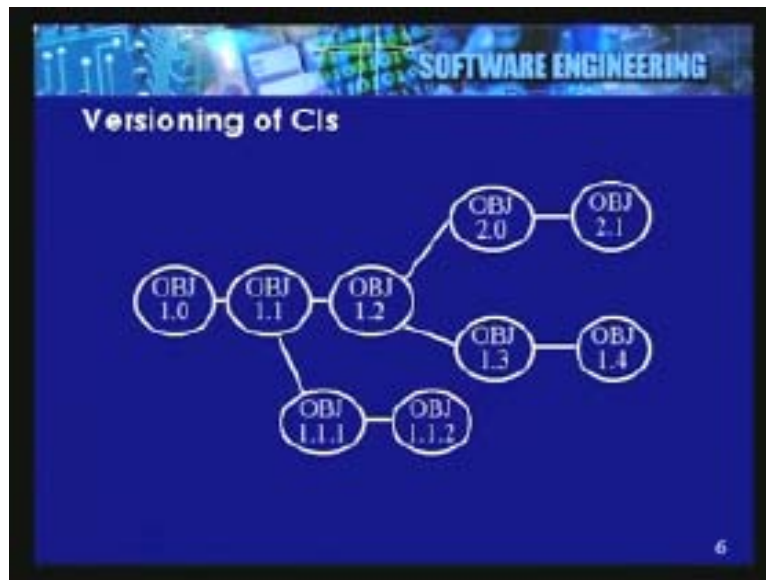 SOFTWARE ENGINEERING
Versioning of CIs
OBJ
2.0
OBJ
2.1
OBJ
1.0
OBJ
1.1
OBJ
1.2
OBJ
1.3
OBJ
1.4
OBJ
1.1.1
OBJ
1.1.2
6